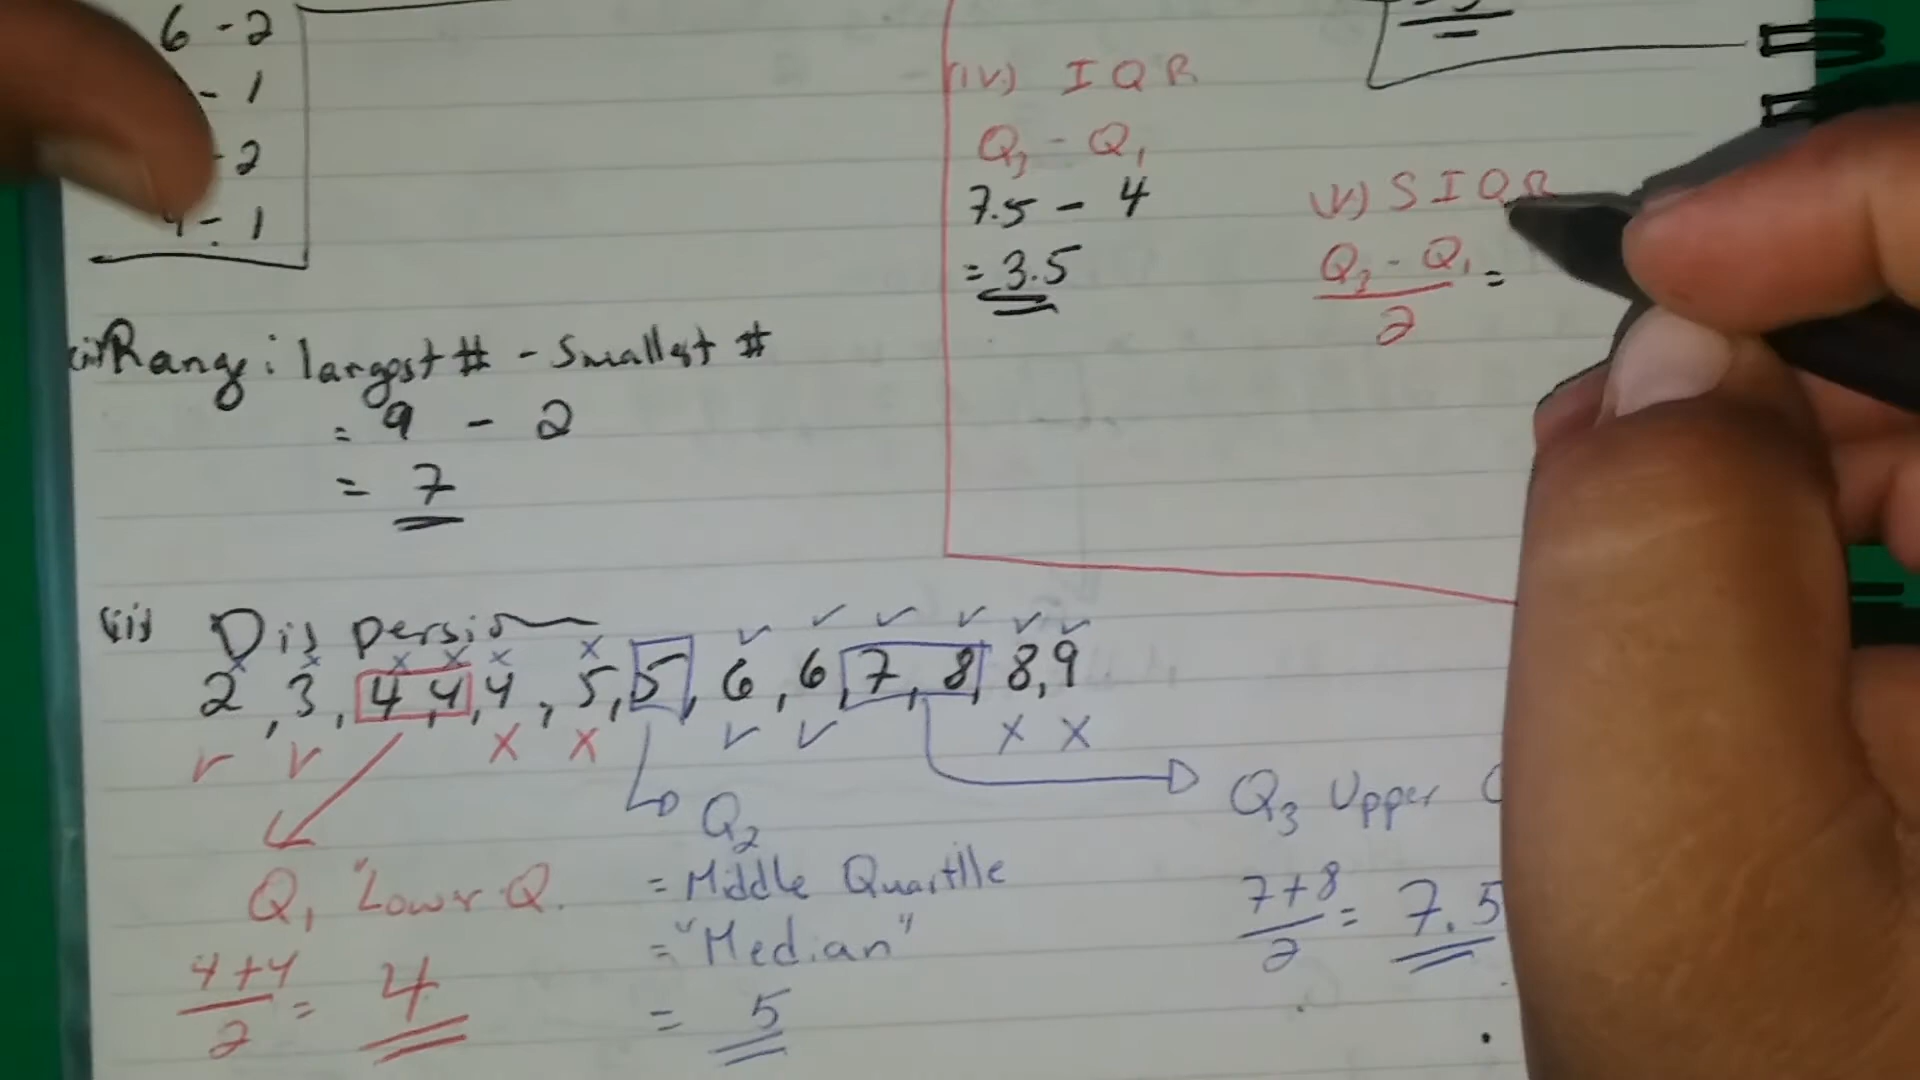 6 - 2
- 1
- 2
4 - 1
Range: largest # - Smallest #
= 9 - 2
= 7
(iii) Dispersion
2, 3, 4, 4, 4, 5, 5, 6, 6, 7, 8, 8, 9
Q1 "Lower Q.
4+4
2
= 4
Q2
= Middle Quartile
= "Median"
= 5
Q3 Upper
7+8
2
= 7.5
(iv) IQR
Q3 - Q1
7.5 - 4
= 3.5
(v) SIQR
Q3 - Q1
2
=